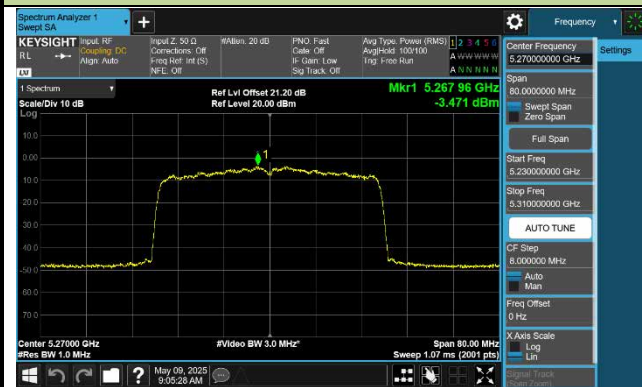 Spectrum Analyzer 1
Swept SA
+
Frequency
KEYSIGHT
RL
LXI
Input: RF
Coupling: DC
Align: Auto
Input Z: 50 Ω
Corrections: Off
Freq Ref: Int (S)
NFE: Off
#Atten: 20 dB
PNO: Fast
Gate: Off
IF Gain: Low
Sig Track: Off
Avg Type: Power (RMS)
Avg|Hold: 100/100
Trig: Free Run
1 2 3 4 5 6
A W W W W W
A N N N N N
Center Frequency
5.270000000 GHz
Settings
1 Spectrum
Scale/Div 10 dB
Log
Ref Lvl Offset 21.20 dB
Ref Level 20.00 dBm
Mkr1 5.267 96 GHz
-3.471 dBm
10.0
0.00
-10.0
-20.0
-30.0
-40.0
-50.0
-60.0
-70.0
1
Center 5.27000 GHz
#Res BW 1.0 MHz
#Video BW 3.0 MHz*
Span 80.00 MHz
Sweep 1.07 ms (2001 pts)
Span
80.0000000 MHz
Swept Span
Zero Span
Full Span
Start Freq
5.230000000 GHz
Stop Freq
5.310000000 GHz
AUTO TUNE
CF Step
8.000000 MHz
Auto
Man
Freq Offset
0 Hz
X Axis Scale
Log
Lin
Signal Track
(Span Zoom)
?
May 09, 2025
9:05:28 AM